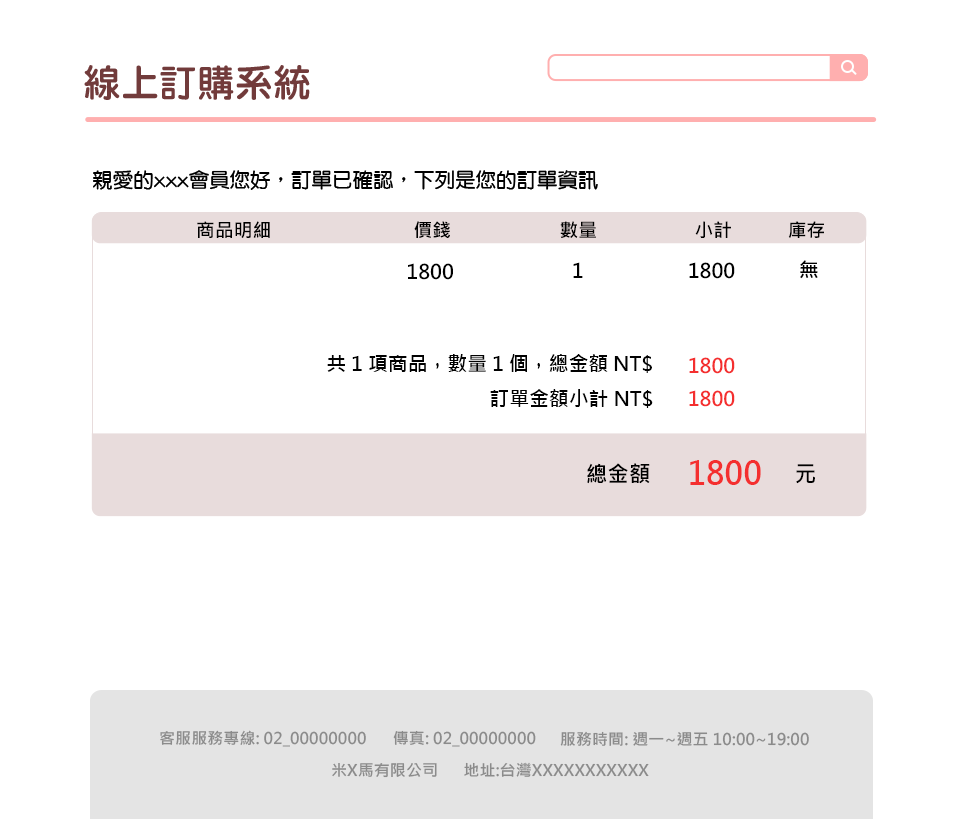 線上訂購系統
親愛的xxx會員您好，訂單已確認，下列是您的訂單資訊
商品明細 價錢 數量 小計 庫存
1800 1 1800 無
共 1 項商品，數量 1 個，總金額 NT$ 1800
訂單金額小計 NT$ 1800
總金額 1800 元
客服服務專線: 02_00000000 傳真: 02_00000000 服務時間: 週一~週五 10:00~19:00
米X馬有限公司 地址:台灣XXXXXXXXXXX